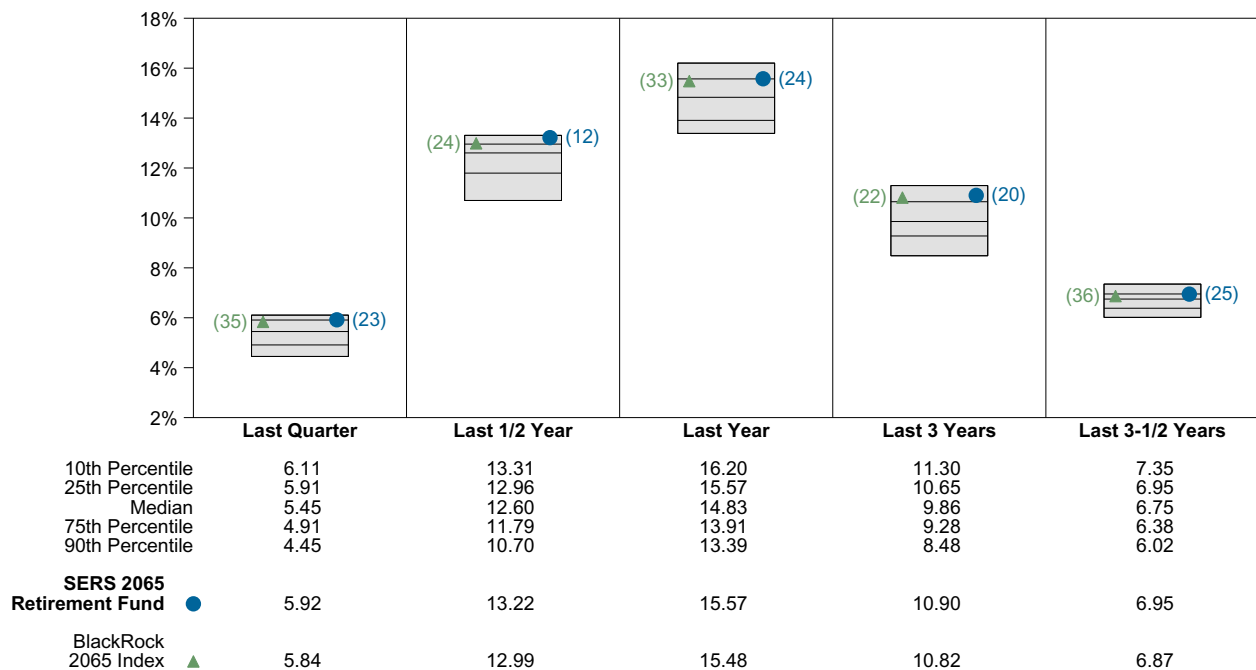 18%
16%
14%
12%
10%
8%
6%
4%
2%
(35) (23)
(24) (12)
(33) (24)
(22) (20)
(36) (25)
Last Quarter Last 1/2 Year Last Year Last 3 Years Last 3-1/2 Years
10th Percentile 6.11 13.31 16.20 11.30 7.35
25th Percentile 5.91 12.96 15.57 10.65 6.95
Median 5.45 12.60 14.83 9.86 6.75
75th Percentile 4.91 11.79 13.91 9.28 6.38
90th Percentile 4.45 10.70 13.39 8.48 6.02
SERS 2065
Retirement Fund 5.92 13.22 15.57 10.90 6.95
BlackRock
2065 Index 5.84 12.99 15.48 10.82 6.87